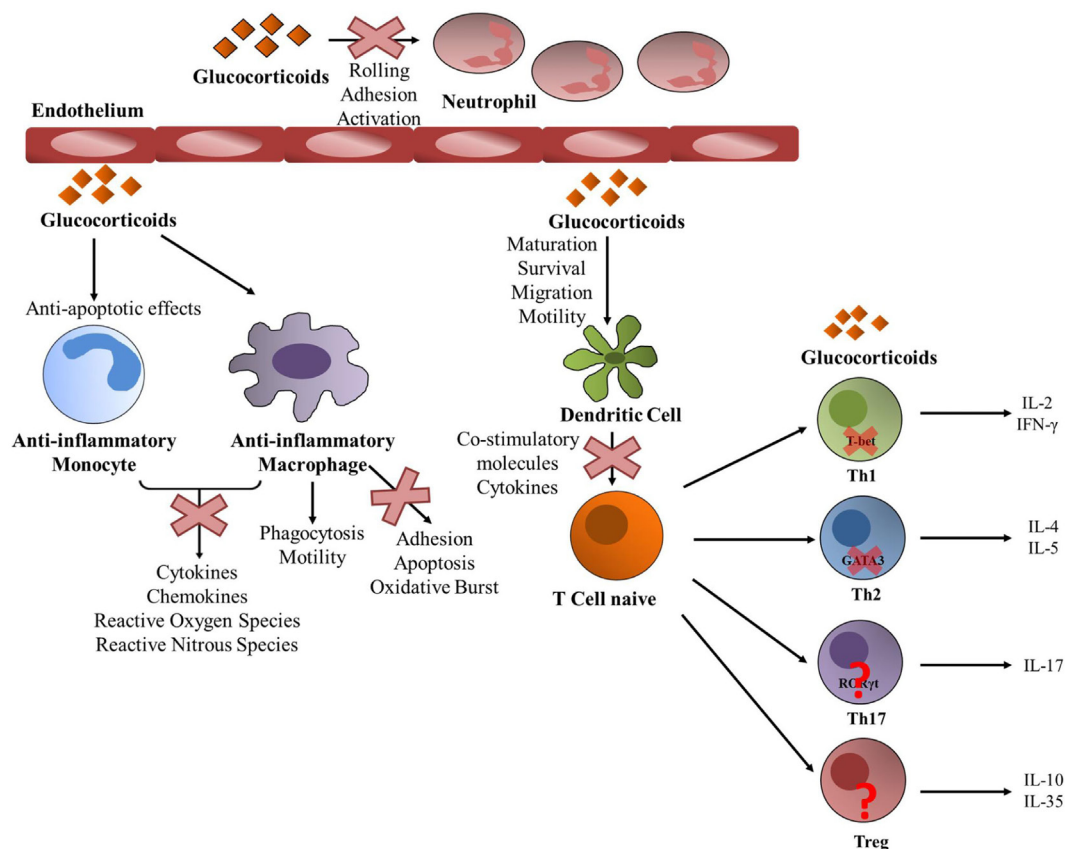 Glucocorticoids
Rolling
Adhesion
Activation
Neutrophil
Endothelium
Glucocorticoids
Anti-apoptotic effects
Anti-inflammatory
Monocyte
Anti-inflammatory
Macrophage
Cytokines
Chemokines
Reactive Oxygen Species
Reactive Nitrous Species
Phagocytosis
Motility
Adhesion
Apoptosis
Oxidative Burst
Glucocorticoids
Maturation
Survival
Migration
Motility
Dendritic Cell
Co-stimulatory
molecules
Cytokines
T Cell naive
Glucocorticoids
T-bet
Th1
IL-2
IFN-γ
GATA3
Th2
IL-4
IL-5
RORγt
?
Th17
IL-17
?
Treg
IL-10
IL-35